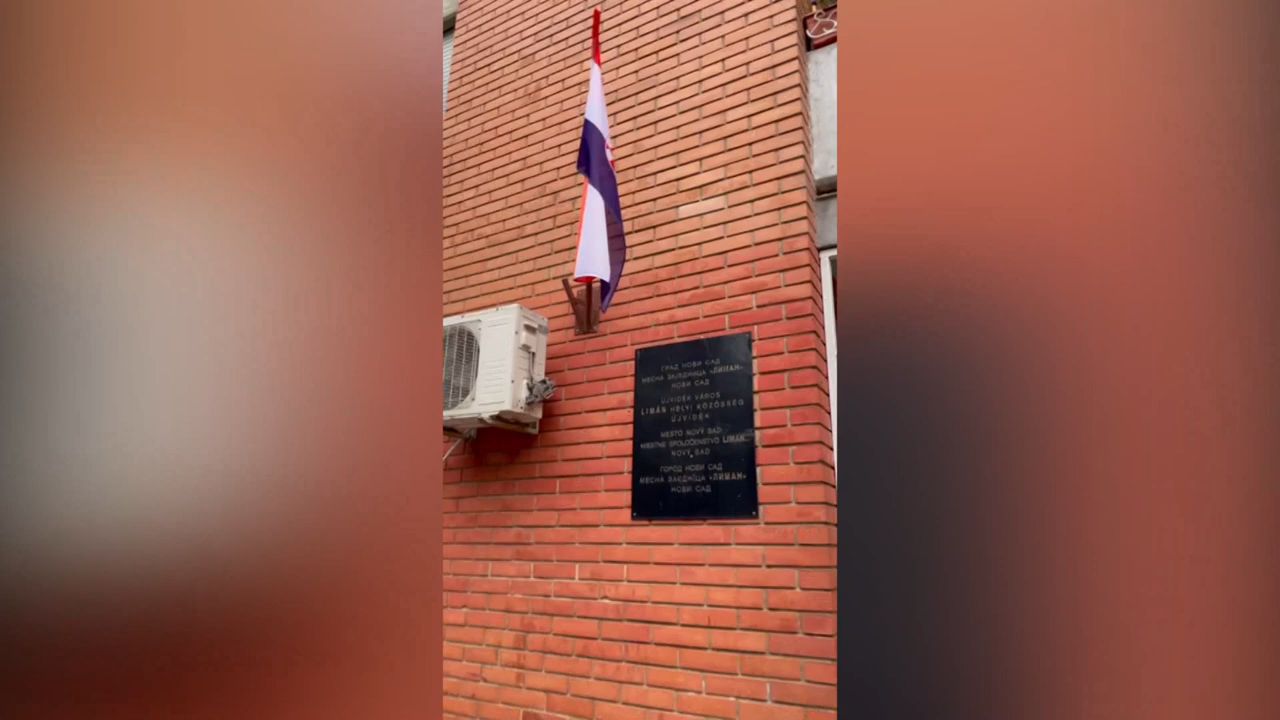 ГРАД НОВИ САД
МЕСНА ЗАЈЕДНИЦА «ЛИМАН»
НОВИ САД
ÚJVIDÉK VÁROS
LIMÁN HELYI KÖZÖSSÉG
ÚJVIDÉK
MESTO NOVÝ SAD
MIESTNE SPOLOČENSTVO LIMAN
NOVÝ SAD
ГОРОД НОВИ САД
МЕСНА ЗАЄДНЇЦА «ЛИМАН»
НОВИ САД